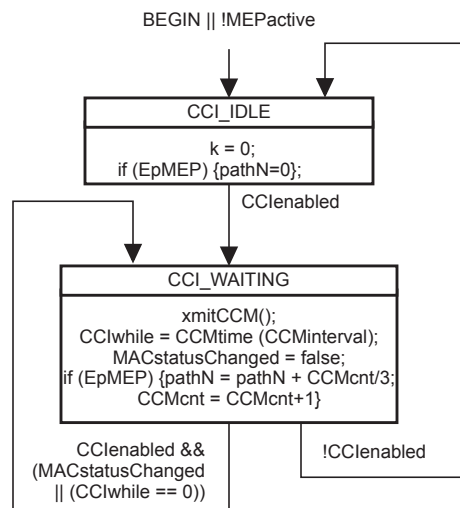 BEGIN || !MEPactive
CCI_IDLE
k = 0;
if (EpMEP) {pathN=0};
CCIenabled
CCI_WAITING
xmitCCM();
CCIwhile = CCMtime (CCMinterval);
MACstatusChanged = false;
if (EpMEP) {pathN = pathN + CCMcnt/3;
CCMcnt = CCMcnt+1}
CCIenabled &&
(MACstatusChanged
|| (CCIwhile == 0))
!CCIenabled